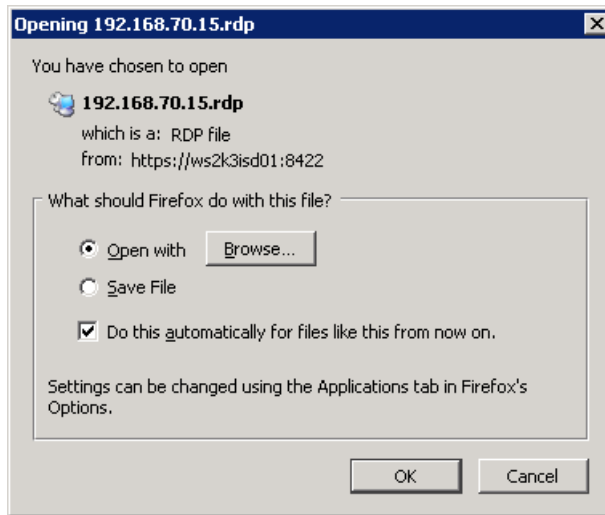 Opening 192.168.70.15.rdp
You have chosen to open
192.168.70.15.rdp
which is a: RDP file
from: https://ws2k3isd01:8422
What should Firefox do with this file?
Open with Browse...
Save File
Do this automatically for files like this from now on.
Settings can be changed using the Applications tab in Firefox's
Options.
OK Cancel